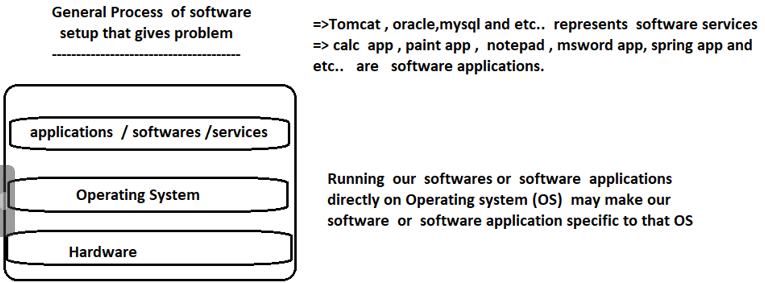 General Process of software
setup that gives problem
----------------------------------------
=>Tomcat , oracle,mysql and etc.. represents software services
=> calc app , paint app , notepad , msword app, spring app and
etc.. are software applications.
applications / softwares /services
Operating System
Hardware
Running our softwares or software applications
directly on Operating system (OS) may make our
software or software application specific to that OS